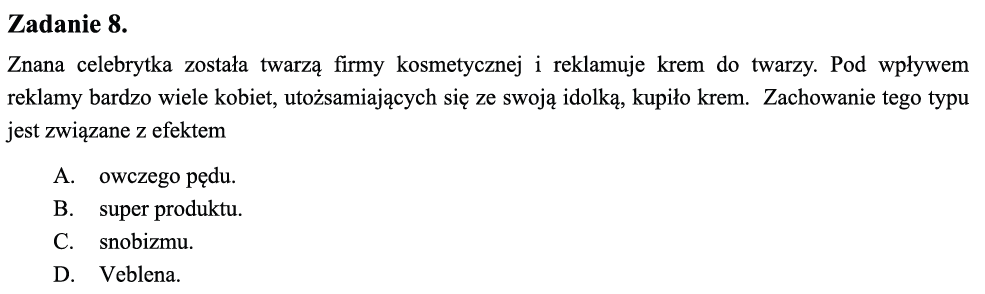 Zadanie 8.
Znana celebrytka została twarzą firmy kosmetycznej i reklamuje krem do twarzy. Pod wpływem
reklamy bardzo wiele kobiet, utożsamiających się ze swoją idolką, kupiło krem. Zachowanie tego typu
jest związane z efektem
A. owczego pędu.
B. super produktu.
C. snobizmu.
D. Veblena.